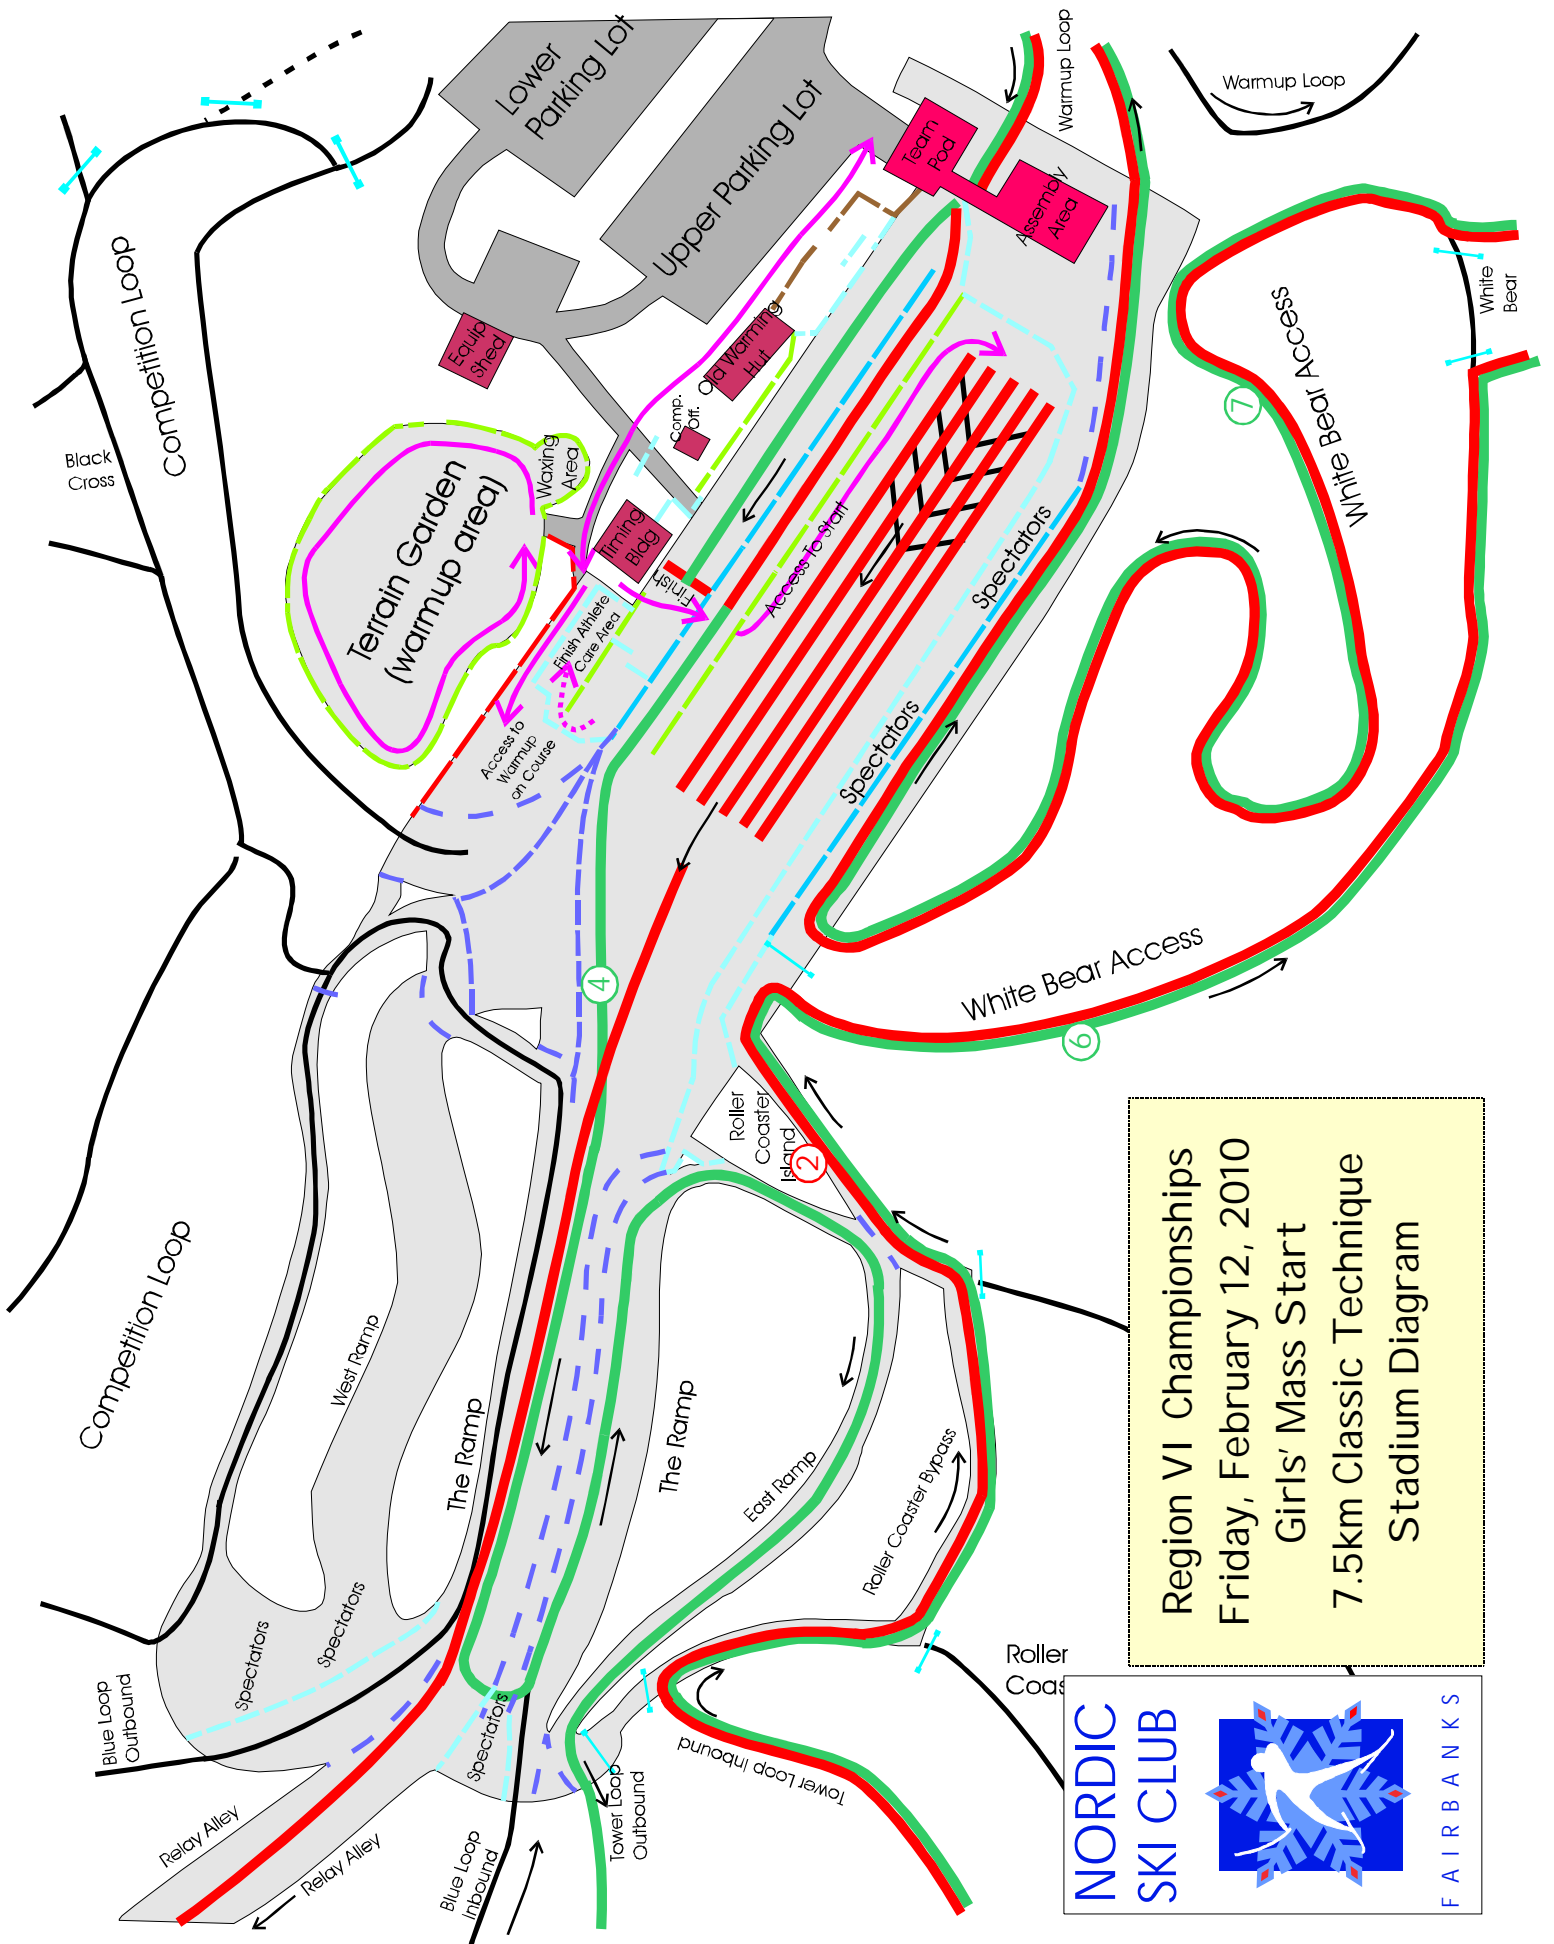 Lower
Parking Lot
Upper Parking Lot
Warmup Loop
Warmup Loop
Team
Pod
Assembly
Area
Competition Loop
Equip
Shed
Old Warming
Hut
Comp.
Off.
White
Bear
White Bear Access
7
Black
Cross
Waxing
Area
Terrain Garden
(warmup area)
Timing
Bldg
Finish
Access To Start
Spectators
Finish Athlete
Care Area
Access to
Warmup
on Course
Spectators
4
White Bear Access
6
Roller
Coaster
Island
2
Competition Loop
West Ramp
The Ramp
The Ramp
East Ramp
Roller Coaster Bypass
Region VI Championships
Friday, February 12, 2010
Girls' Mass Start
7.5km Classic Technique
Stadium Diagram
Spectators
Spectators
Spectators
Blue Loop
Outbound
Relay Alley
Relay Alley
Blue Loop
Inbound
Tower Loop
Outbound
Tower Loop Inbound
Roller
Coas
NORDIC
SKI CLUB
FAIRBANKS